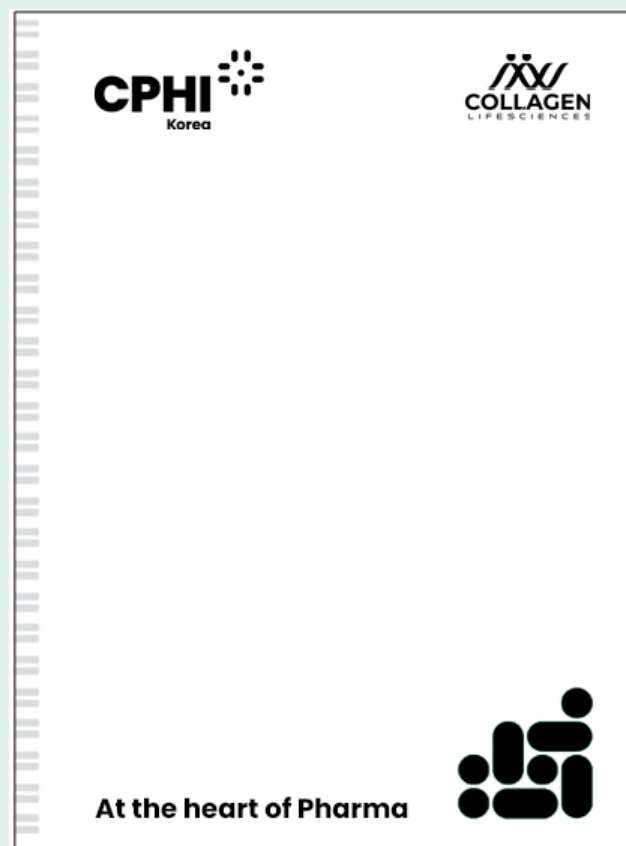 CPHI
Korea
COLLAGEN
LIFESCIENCES
At the heart of Pharma